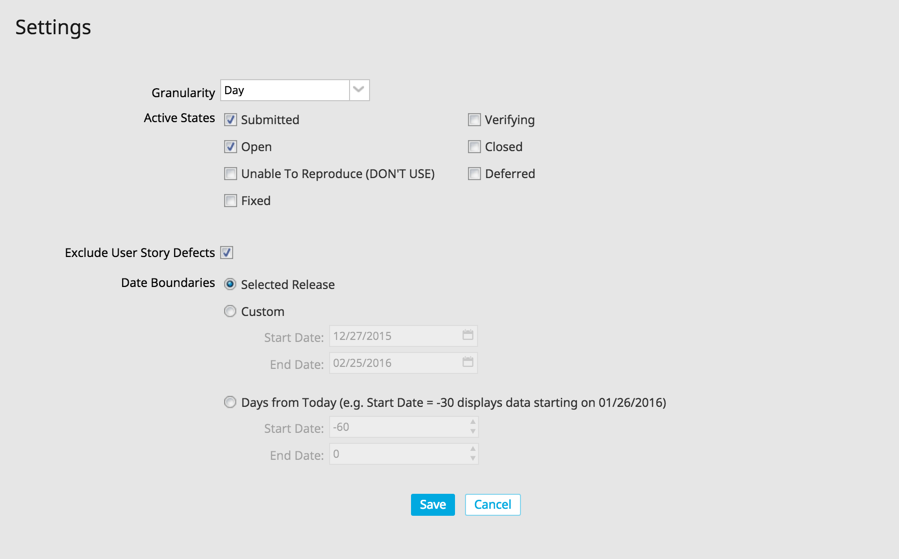 Settings
Granularity Day
Active States Submitted Verifying
Open Closed
Unable To Reproduce (DON'T USE) Deferred
Fixed
Exclude User Story Defects
Date Boundaries Selected Release
Custom
Start Date: 12/27/2015
End Date: 02/25/2016
Days from Today (e.g. Start Date = -30 displays data starting on 01/26/2016)
Start Date: -60
End Date: 0
Save Cancel